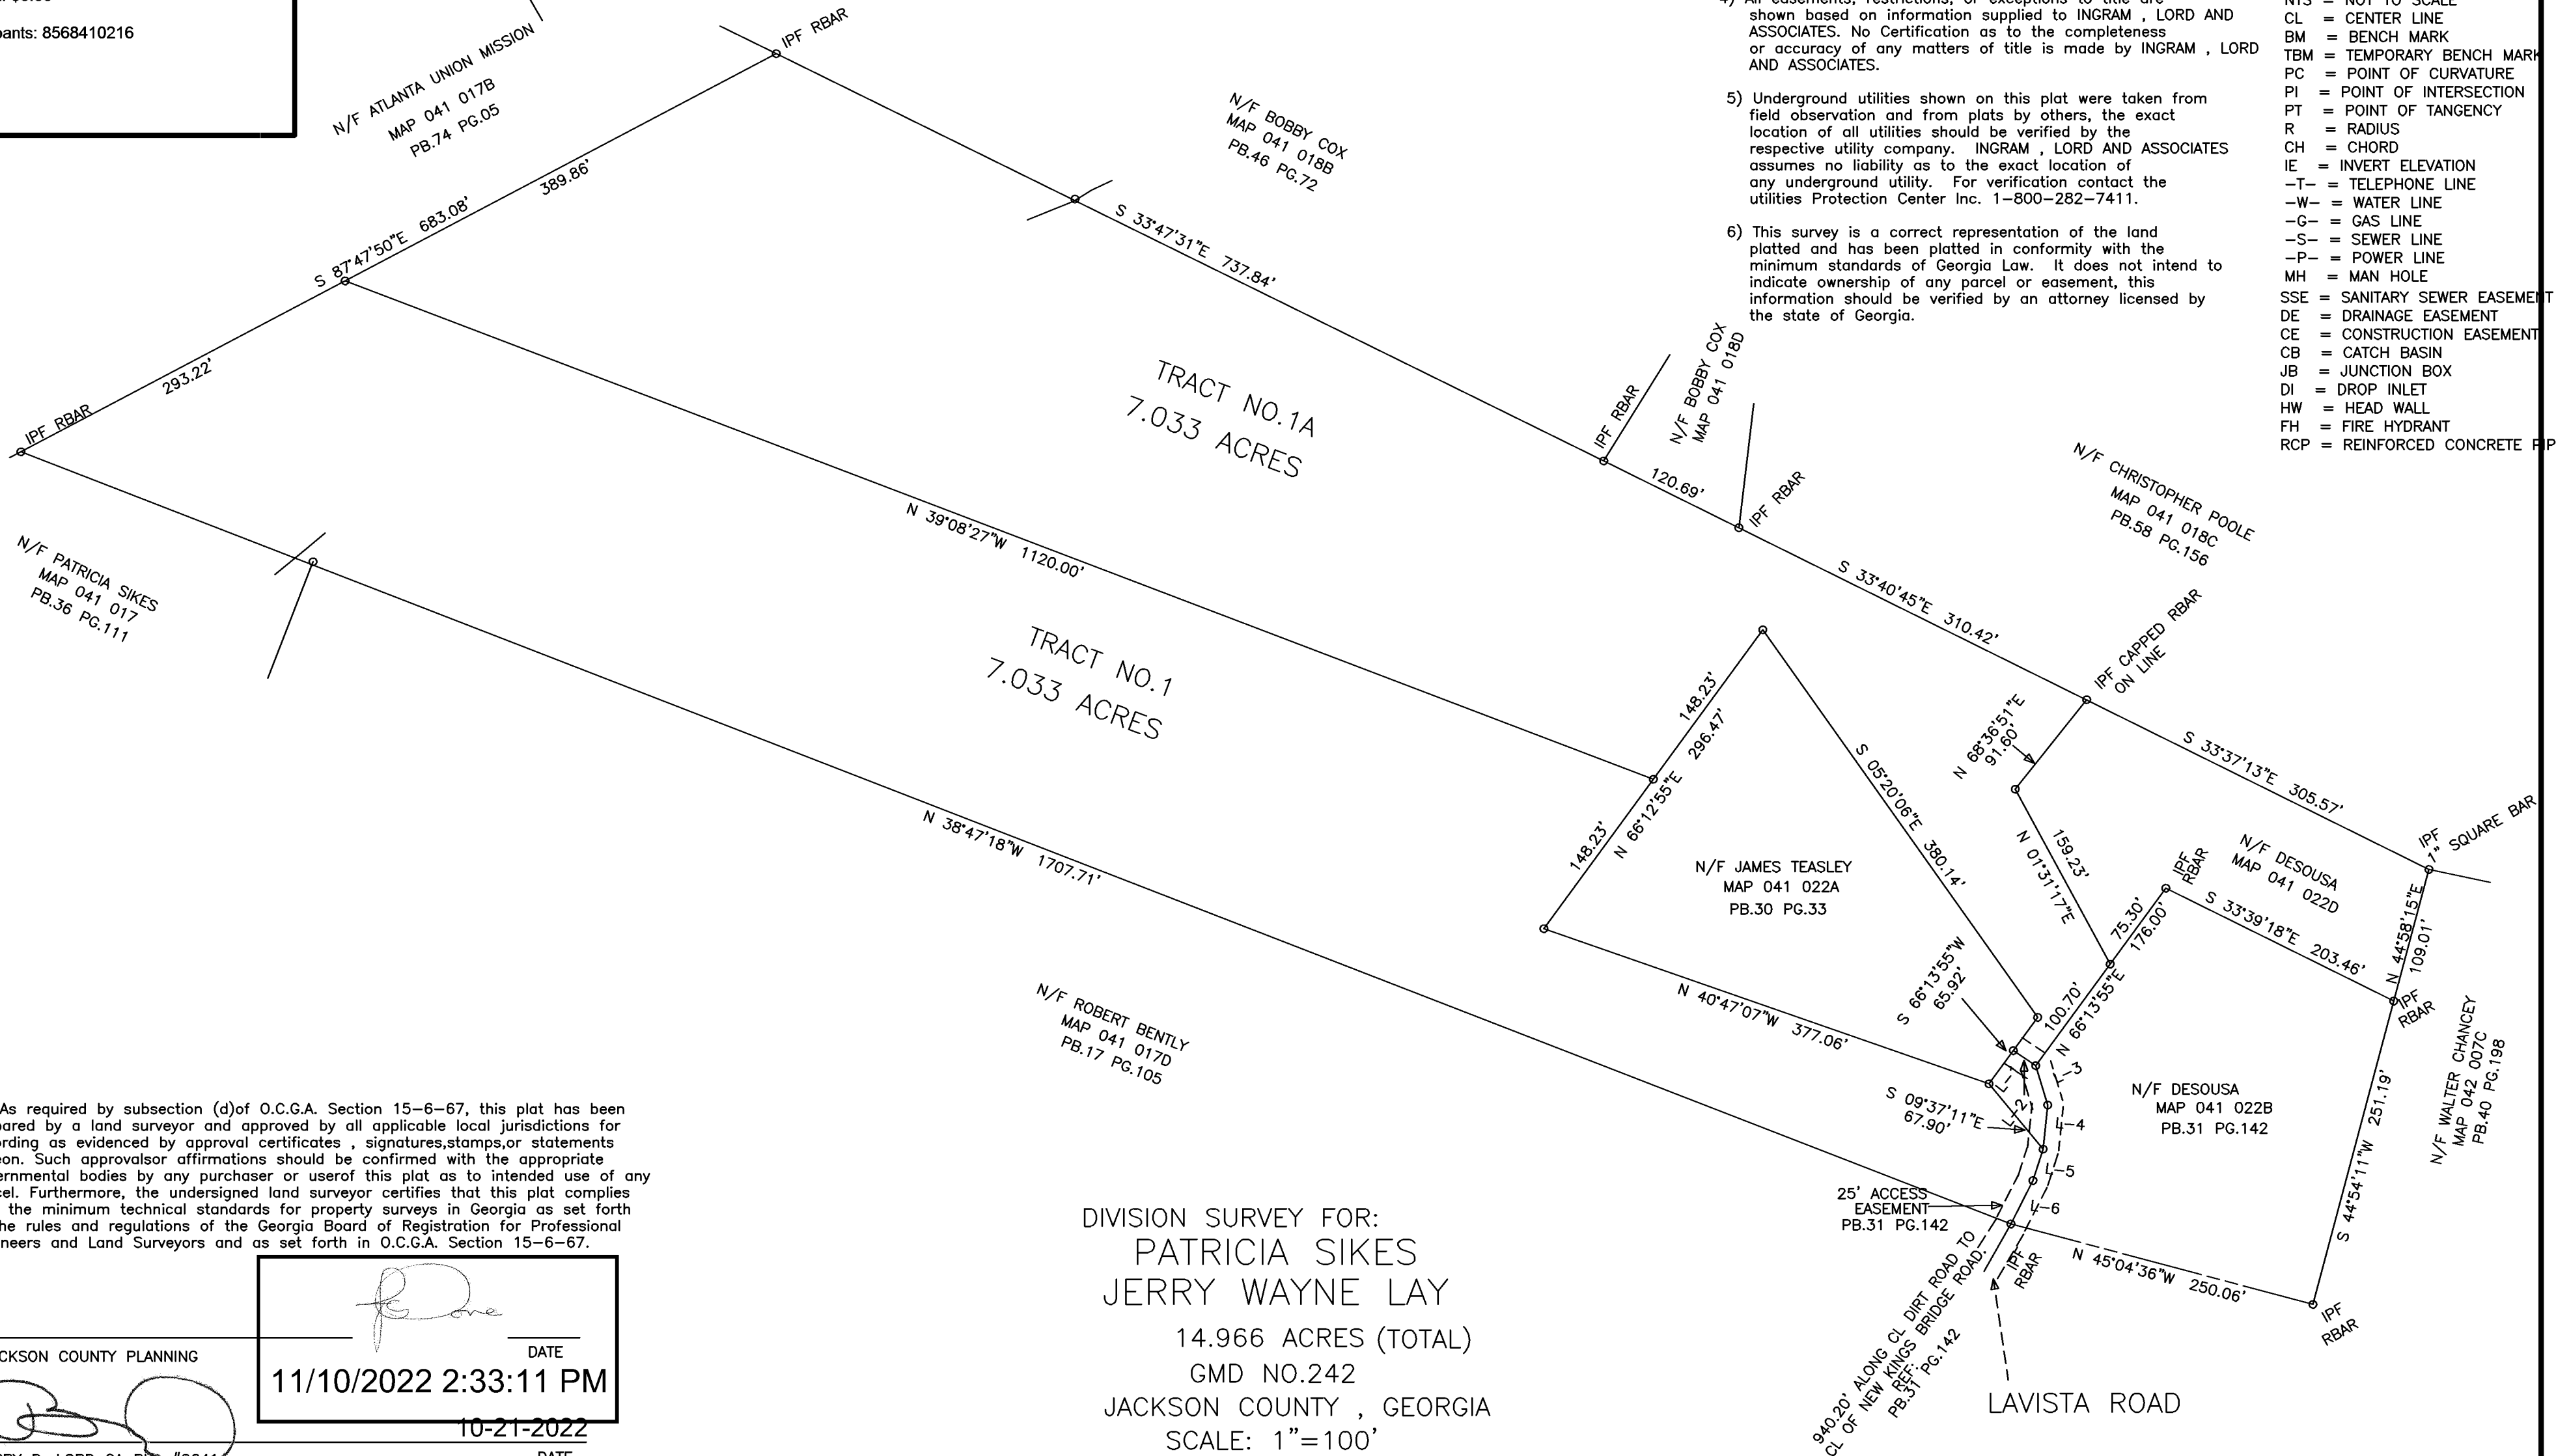 pants: 8568410216
N/F ATLANTA UNION MISSION
MAP 041 017B
PB.74 PG.05
IPF RBAR
N/F BOBBY COX
MAP 041 018B
PB.46 PG.72
4) All easements, restrictions, or exceptions to title are
shown based on information supplied to INGRAM , LORD AND
ASSOCIATES. No Certification as to the completeness
or accuracy of any matters of title is made by INGRAM , LORD
AND ASSOCIATES.
5) Underground utilities shown on this plat were taken from
field observation and from plats by others, the exact
location of all utilities should be verified by the
respective utility company. INGRAM , LORD AND ASSOCIATES
assumes no liability as to the exact location of
any underground utility. For verification contact the
utilities Protection Center Inc. 1-800-282-7411.
6) This survey is a correct representation of the land
platted and has been platted in conformity with the
minimum standards of Georgia Law. It does not intend to
indicate ownership of any parcel or easement, this
information should be verified by an attorney licensed by
the state of Georgia.
NTS = NOT TO SCALE
CL = CENTER LINE
BM = BENCH MARK
TBM = TEMPORARY BENCH MARK
PC = POINT OF CURVATURE
PI = POINT OF INTERSECTION
PT = POINT OF TANGENCY
R = RADIUS
CH = CHORD
IE = INVERT ELEVATION
-T- = TELEPHONE LINE
-W- = WATER LINE
-G- = GAS LINE
-S- = SEWER LINE
-P- = POWER LINE
MH = MAN HOLE
SSE = SANITARY SEWER EASEMENT
DE = DRAINAGE EASEMENT
CE = CONSTRUCTION EASEMENT
CB = CATCH BASIN
JB = JUNCTION BOX
DI = DROP INLET
HW = HEAD WALL
FH = FIRE HYDRANT
RCP = REINFORCED CONCRETE PIP
S 87°47'50"E 683.08'
389.86'
293.22'
IPF RBAR
S 33°47'31"E 737.84'
TRACT NO.1A
7.033 ACRES
IPF RBAR
N/F BOBBY COX
MAP 041 018D
120.69'
IPF RBAR
N/F CHRISTOPHER POOLE
MAP 041 018C
PB.58 PG.156
N/F PATRICIA SIKES
MAP 041 017
PB.36 PG.111
N 39°08'27"W 1120.00'
S 33°40'45"E 310.42'
IPF CAPPED RBAR
ON LINE
TRACT NO.1
7.033 ACRES
148.23'
296.47'
N 66°12'55"E
148.23'
N 68°36'51"E
91.60'
S 33°37'13"E 305.57'
IPF
1" SQUARE BAR
S 05°20'06"E 380.14'
159.23'
N 01°31'17"E
N 38°47'18"W 1707.71'
N/F JAMES TEASLEY
MAP 041 022A
PB.30 PG.33
IPF
RBAR
N/F DESOUSA
MAP 041 022D
75.30'
176.00'
S 33°39'18"E 203.46'
N 44°58'15"E
109.01'
IPF
RBAR
S 66°13'55"W
65.92'
N 40°47'07"W 377.06'
100.70'
N 66°13'55"E
N/F ROBERT BENTLY
MAP 041 017D
PB.17 PG.105
L-1
L-2
L-3
L-4
L-5
L-6
S 09°37'11"E
67.90'
N/F DESOUSA
MAP 041 022B
PB.31 PG.142
N/F WALTER CHANCEY
MAP 042 007C
PB.40 PG.198
S 44°54'11"W 251.19'
25' ACCESS
EASEMENT
PB.31 PG.142
IPF
RBAR
N 45°04'36"W 250.06'
IPF
RBAR
940.20' ALONG CL DIRT ROAD TO
CL OF NEW KINGS BRIDGE ROAD.
REF:
PB.31 PG.142
LAVISTA ROAD
As required by subsection (d)of O.C.G.A. Section 15-6-67, this plat has been
pared by a land surveyor and approved by all applicable local jurisdictions for
ording as evidenced by approval certificates , signatures,stamps,or statements
eon. Such approvalsor affirmations should be confirmed with the appropriate
ernmental bodies by any purchaser or userof this plat as to intended use of any
cel. Furthermore, the undersigned land surveyor certifies that this plat complies
the minimum technical standards for property surveys in Georgia as set forth
he rules and regulations of the Georgia Board of Registration for Professional
neers and Land Surveyors and as set forth in O.C.G.A. Section 15-6-67.
DIVISION SURVEY FOR:
PATRICIA SIKES
JERRY WAYNE LAY
14.966 ACRES (TOTAL)
GMD NO.242
JACKSON COUNTY , GEORGIA
SCALE: 1"=100'
CKSON COUNTY PLANNING
DATE
11/10/2022 2:33:11 PM
10-21-2022
DATE